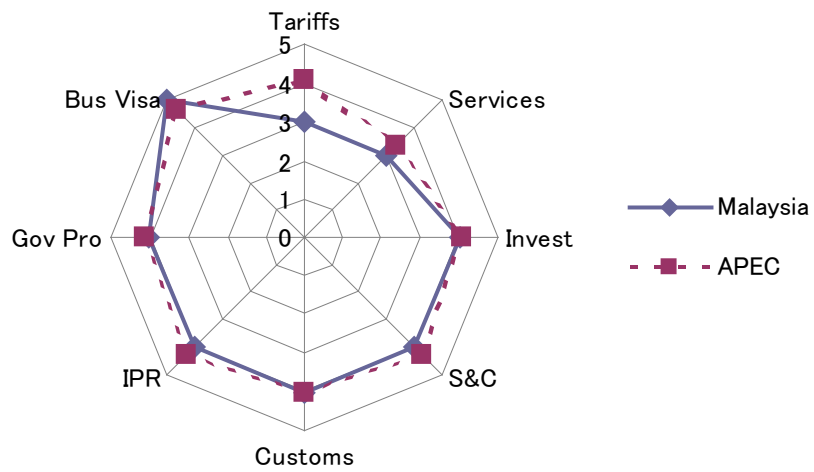 Tariffs
5
Bus Visa
4
Services
3
2
1
Gov Pro
0
Invest
IPR
S&C
Customs
Malaysia
APEC